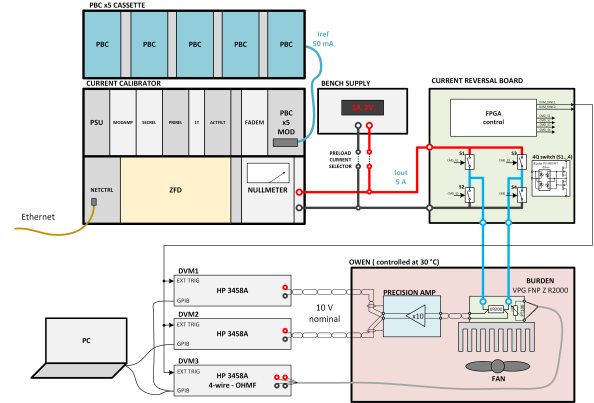 PBC x5 CASSETTE
PBC
PBC
PBC
PBC
PBC
Iref
50 mA
CURRENT CALIBRATOR
PSU
MODAMP
SECREL
PRIREL
ACTFILT
FADEM
PBC
x5
MOD
NETCTRL
ZFD
NULLMETER
Ethernet
BENCH SUPPLY
5A, 5V
PRELOAD
CURRENT
SELECTOR
Iout
5 A
CURRENT REVERSAL BOARD
FPGA
control
S1
S3
S2
S4
4Q switch (S1...4)
OWEN ( controlled at 30 °C)
DVM1
EXT TRIG
HP 3458A
GPIB
DVM2
EXT TRIG
HP 3458A
GPIB
DVM3
EXT TRIG
HP 3458A
4-wire - OHMF
GPIB
PC
10 V
nominal
PRECISION AMP
x10
BURDEN
VPG FNP Z R2000
0R200
FAN